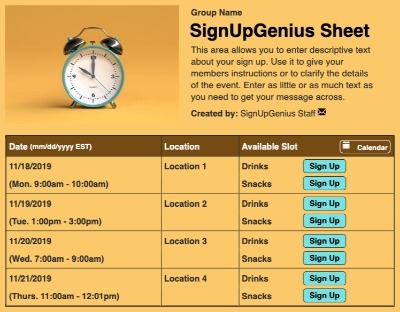 Group Name
SignUpGenius Sheet
This area allows you to enter descriptive text
about your sign up. Use it to give your
members instructions or to clarify the details
of the event. Enter as little or as much text as
you need to get your message across.
Created by: SignUpGenius Staff
Date (mm/dd/yyyy EST) Location Available Slot Calendar
11/18/2019 Location 1 Drinks Sign Up
(Mon. 9:00am - 10:00am) Snacks Sign Up
11/19/2019 Location 2 Drinks Sign Up
(Tue. 1:00pm - 3:00pm) Snacks Sign Up
11/20/2019 Location 3 Drinks Sign Up
(Wed. 7:00am - 9:00am) Snacks Sign Up
11/21/2019 Location 4 Drinks Sign Up
(Thurs. 11:00am - 12:01pm) Snacks Sign Up